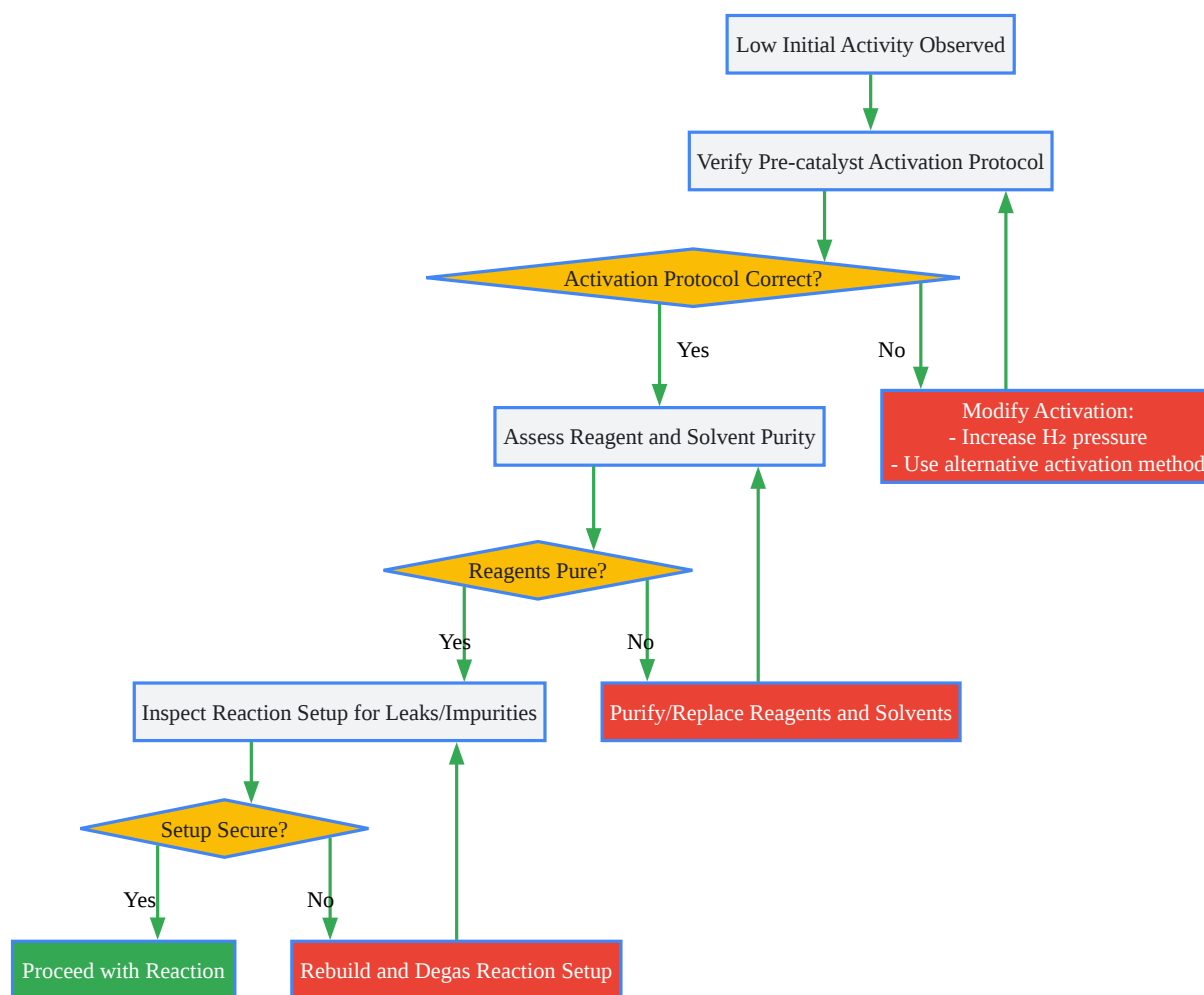 Low Initial Activity Observed
Verify Pre-catalyst Activation Protocol
Activation Protocol Correct?
Yes
No
Modify Activation:
- Increase H₂ pressure
- Use alternative activation method
Assess Reagent and Solvent Purity
Reagents Pure?
Yes
No
Inspect Reaction Setup for Leaks/Impurities
Purify/Replace Reagents and Solvents
Setup Secure?
Yes
No
Proceed with Reaction
Rebuild and Degas Reaction Setup